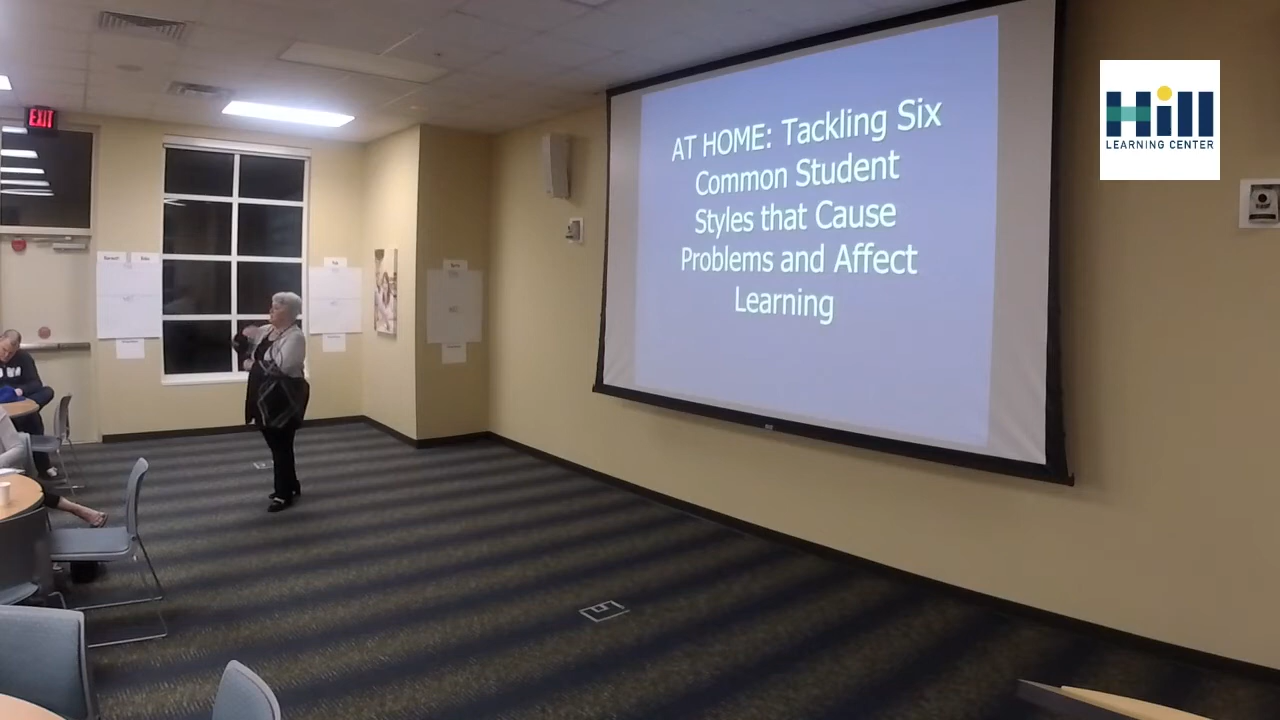 EXIT
AT HOME: Tackling Six
Common Student
Styles that Cause
Problems and Affect
Learning
Hill
LEARNING CENTER